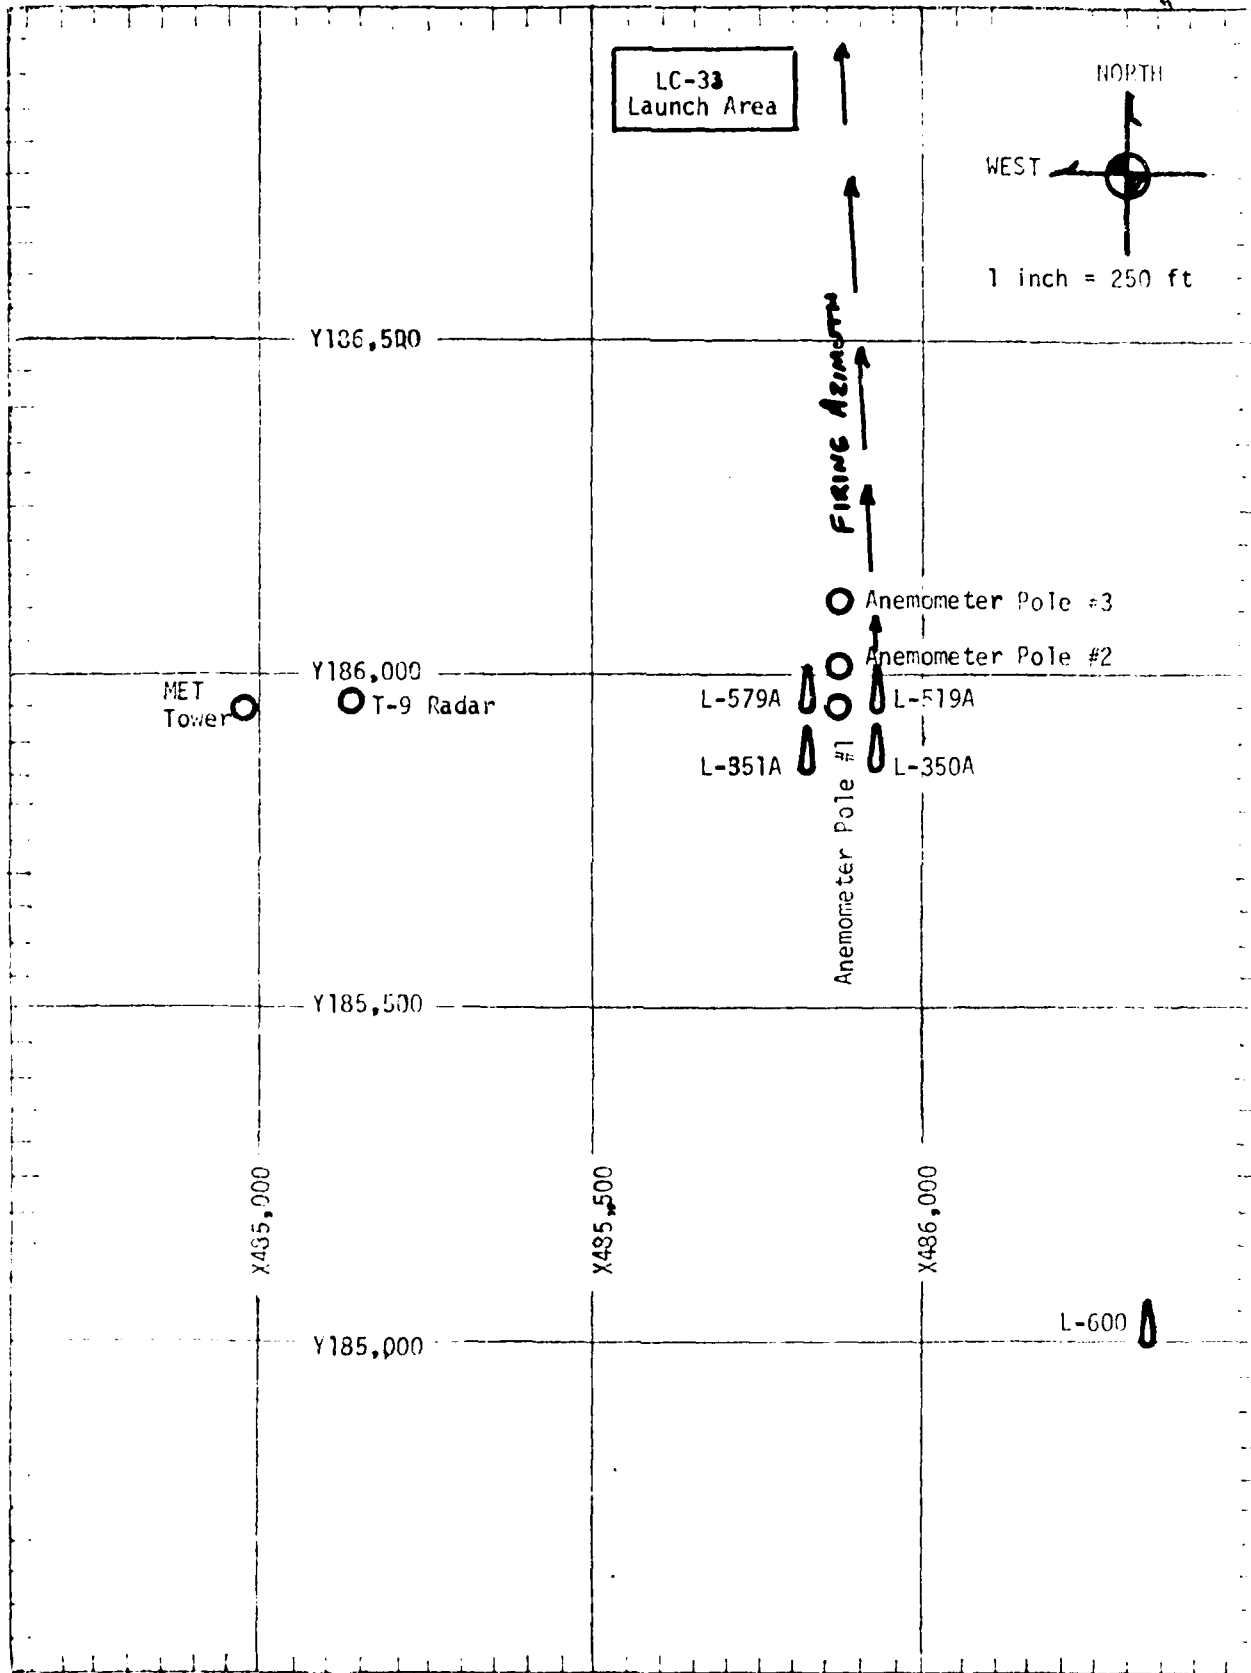 LC-33
Launch Area
NORTH
WEST
1 inch = 250 ft
Y186,500
FIRING AZIMUTH
Anemometer Pole #3
Y186,000
Anemometer Pole #2
MET
Tower
T-9 Radar
L-579A
L-519A
L-351A
L-350A
Anemometer Pole #1
Y185,500
X485,000
X485,500
X486,000
L-600
Y185,000